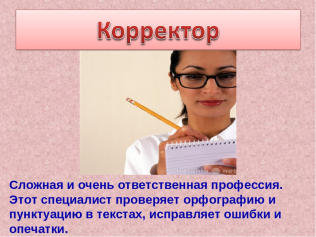 Корректор
Сложная и очень ответственная профессия.
Этот специалист проверяет орфографию и
пунктуацию в текстах, исправляет ошибки и
опечатки.